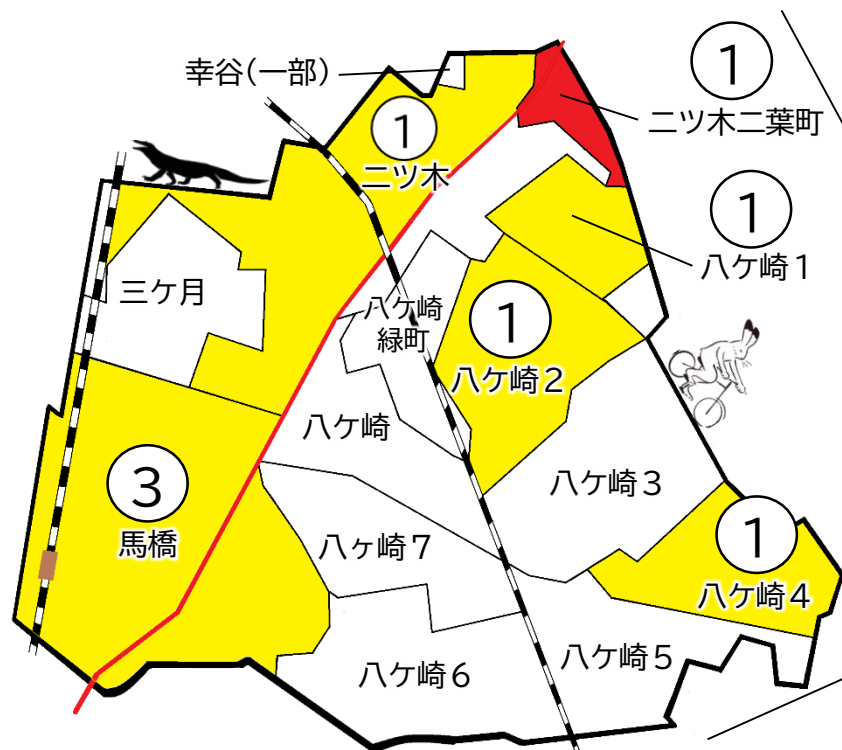 幸谷(一部)
1
二ツ木
1
二ツ木二葉町
1
八ケ崎1
三ケ月
八ケ崎
緑町
1
八ケ崎2
八ケ崎
八ケ崎3
3
馬橋
八ヶ崎7
1
八ケ崎4
八ケ崎6
八ケ崎5